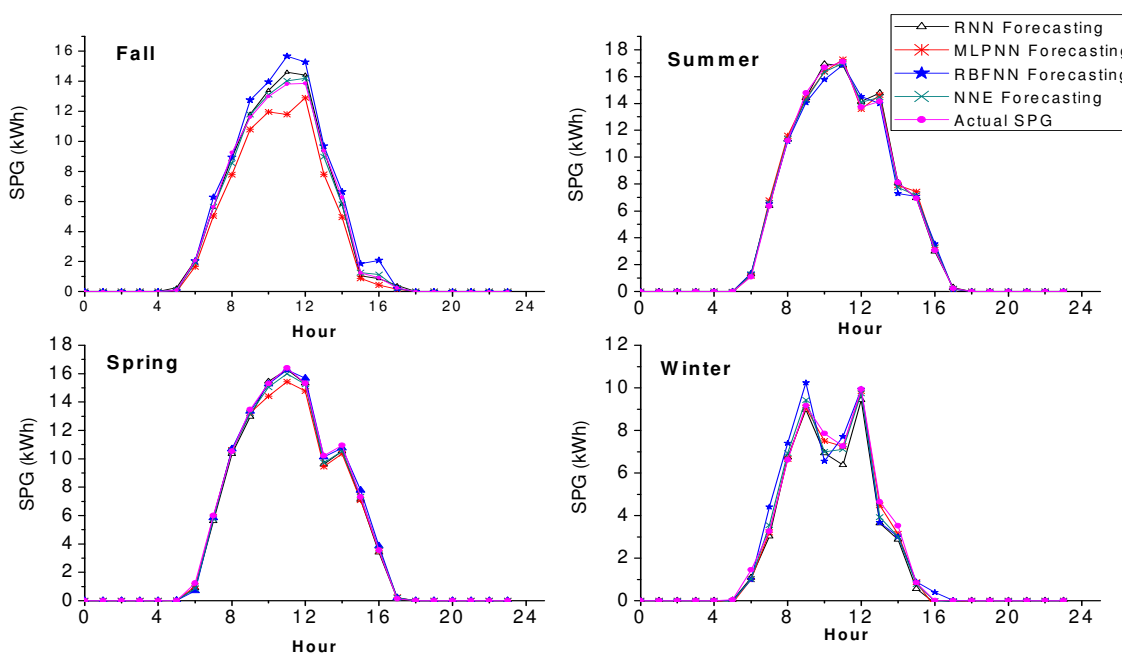 Fall
SPG (kWh)
16
14
12
10
8
6
4
2
0
0 4 8 12 16 20 24
Hour
Summer
SPG (kWh)
18
16
14
12
10
8
6
4
2
0
0 4 8 12 16 20 24
Hour
RNN Forecasting
MLPNN Forecasting
RBFNN Forecasting
NNE Forecasting
Actual SPG
Spring
SPG (kWh)
18
16
14
12
10
8
6
4
2
0
0 4 8 12 16 20 24
Hour
Winter
SPG (kWh)
12
10
8
6
4
2
0
0 4 8 12 16 20 24
Hour